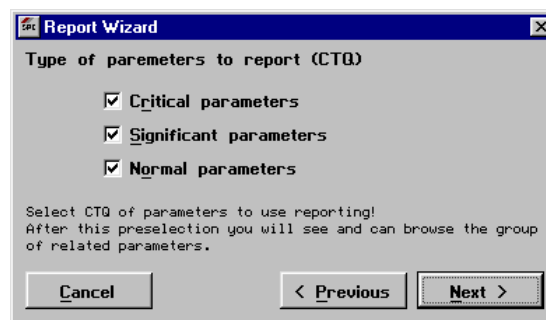 SPC Report Wizard
Type of paremeters to report (CTQ)
Critical parameters
Significant parameters
Normal parameters
Select CTQ of parameters to use reporting!
After this preselection you will see and can browse the group
of related parameters.
Cancel < Previous Next >